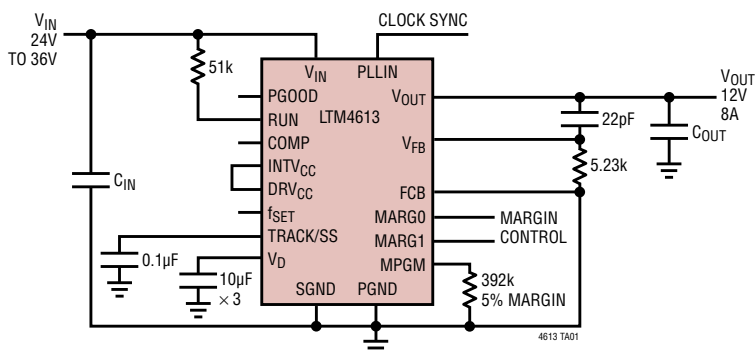 VIN
24V
TO 36V
CLOCK SYNC
51k
VIN
PLLIN
PGOOD
RUN
COMP
INTVCC
DRVCC
fSET
TRACK/SS
VD
SGND
PGND
LTM4613
VOUT
VFB
FCB
MARG0
MARG1
MPGM
VOUT
12V
8A
22pF
COUT
5.23k
MARGIN
CONTROL
392k
5% MARGIN
CIN
0.1µF
10µF
×3
4613 TA01